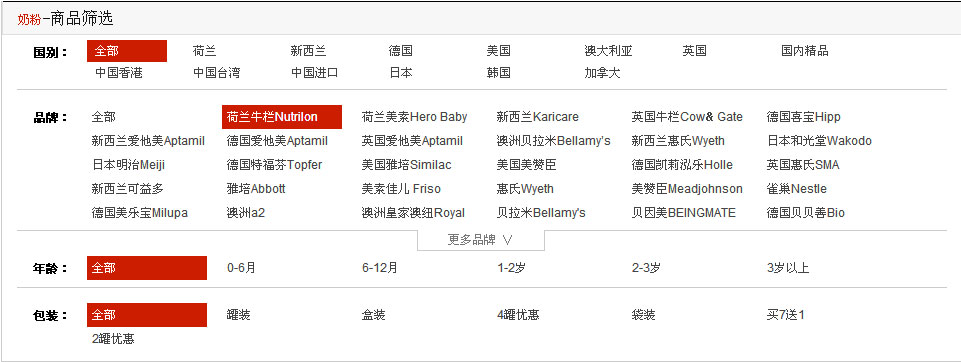 奶粉-商品筛选
国别： 全部 荷兰 新西兰 德国 美国 澳大利亚 英国 国内精品
中国香港 中国台湾 中国进口 日本 韩国 加拿大
品牌： 全部 荷兰牛栏Nutrilon 荷兰美素Hero Baby 新西兰Karicare 英国牛栏Cow& Gate 德国喜宝Hipp
新西兰爱他美Aptamil 德国爱他美Aptamil 英国爱他美Aptamil 澳洲贝拉米Bellamy's 新西兰惠氏Wyeth 日本和光堂Wakodo
日本明治Meiji 德国特福芬Topfer 美国雅培Similac 美国美赞臣 德国凯莉泓乐Holle 英国惠氏SMA
新西兰可益多 雅培Abbott 美素佳儿 Friso 惠氏Wyeth 美赞臣Meadjohnson 雀巢Nestle
德国美乐宝Milupa 澳洲a2 澳洲皇家澳纽Royal 贝拉米Bellamy's 贝因美BEINGMATE 德国贝贝善Bio
更多品牌 ∨
年龄： 全部 0-6月 6-12月 1-2岁 2-3岁 3岁以上
包装： 全部 罐装 盒装 4罐优惠 袋装 买7送1
2罐优惠